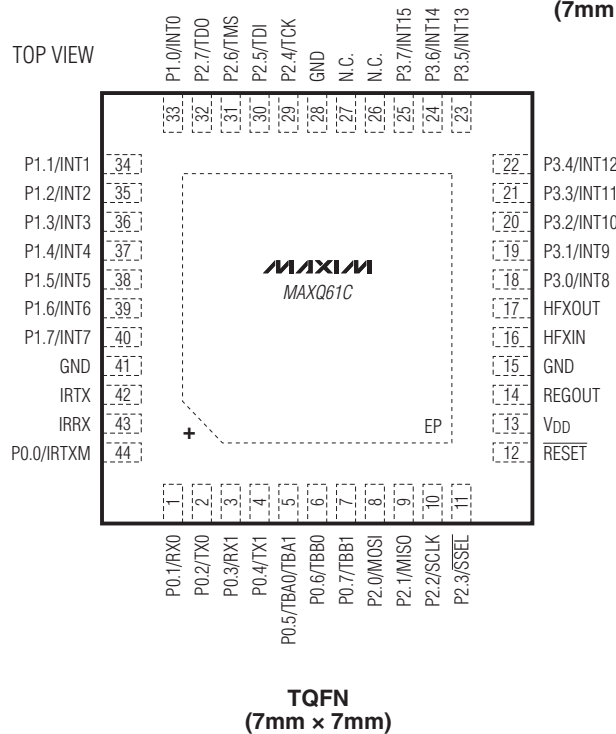 (7mm
TOP VIEW
P1.0/INT0
P2.7/TDO
P2.6/TMS
P2.5/TDI
P2.4/TCK
GND
N.C.
N.C.
P3.7/INT15
P3.6/INT14
P3.5/INT13
33
32
31
30
29
28
27
26
25
24
23
P1.1/INT1 34
P1.2/INT2 35
P1.3/INT3 36
P1.4/INT4 37
P1.5/INT5 38
P1.6/INT6 39
P1.7/INT7 40
GND 41
IRTX 42
IRRX 43
P0.0/IRTXM 44
22 P3.4/INT12
21 P3.3/INT11
20 P3.2/INT10
19 P3.1/INT9
18 P3.0/INT8
17 HFXOUT
16 HFXIN
15 GND
14 REGOUT
13 VDD
12 RESET
MAXIM
MAXQ61C
+
EP
1
2
3
4
5
6
7
8
9
10
11
P0.1/RX0
P0.2/TX0
P0.3/RX1
P0.4/TX1
P0.5/TBA0/TBA1
P0.6/TBB0
P0.7/TBB1
P2.0/MOSI
P2.1/MISO
P2.2/SCLK
P2.3/SSEL
TQFN
(7mm × 7mm)